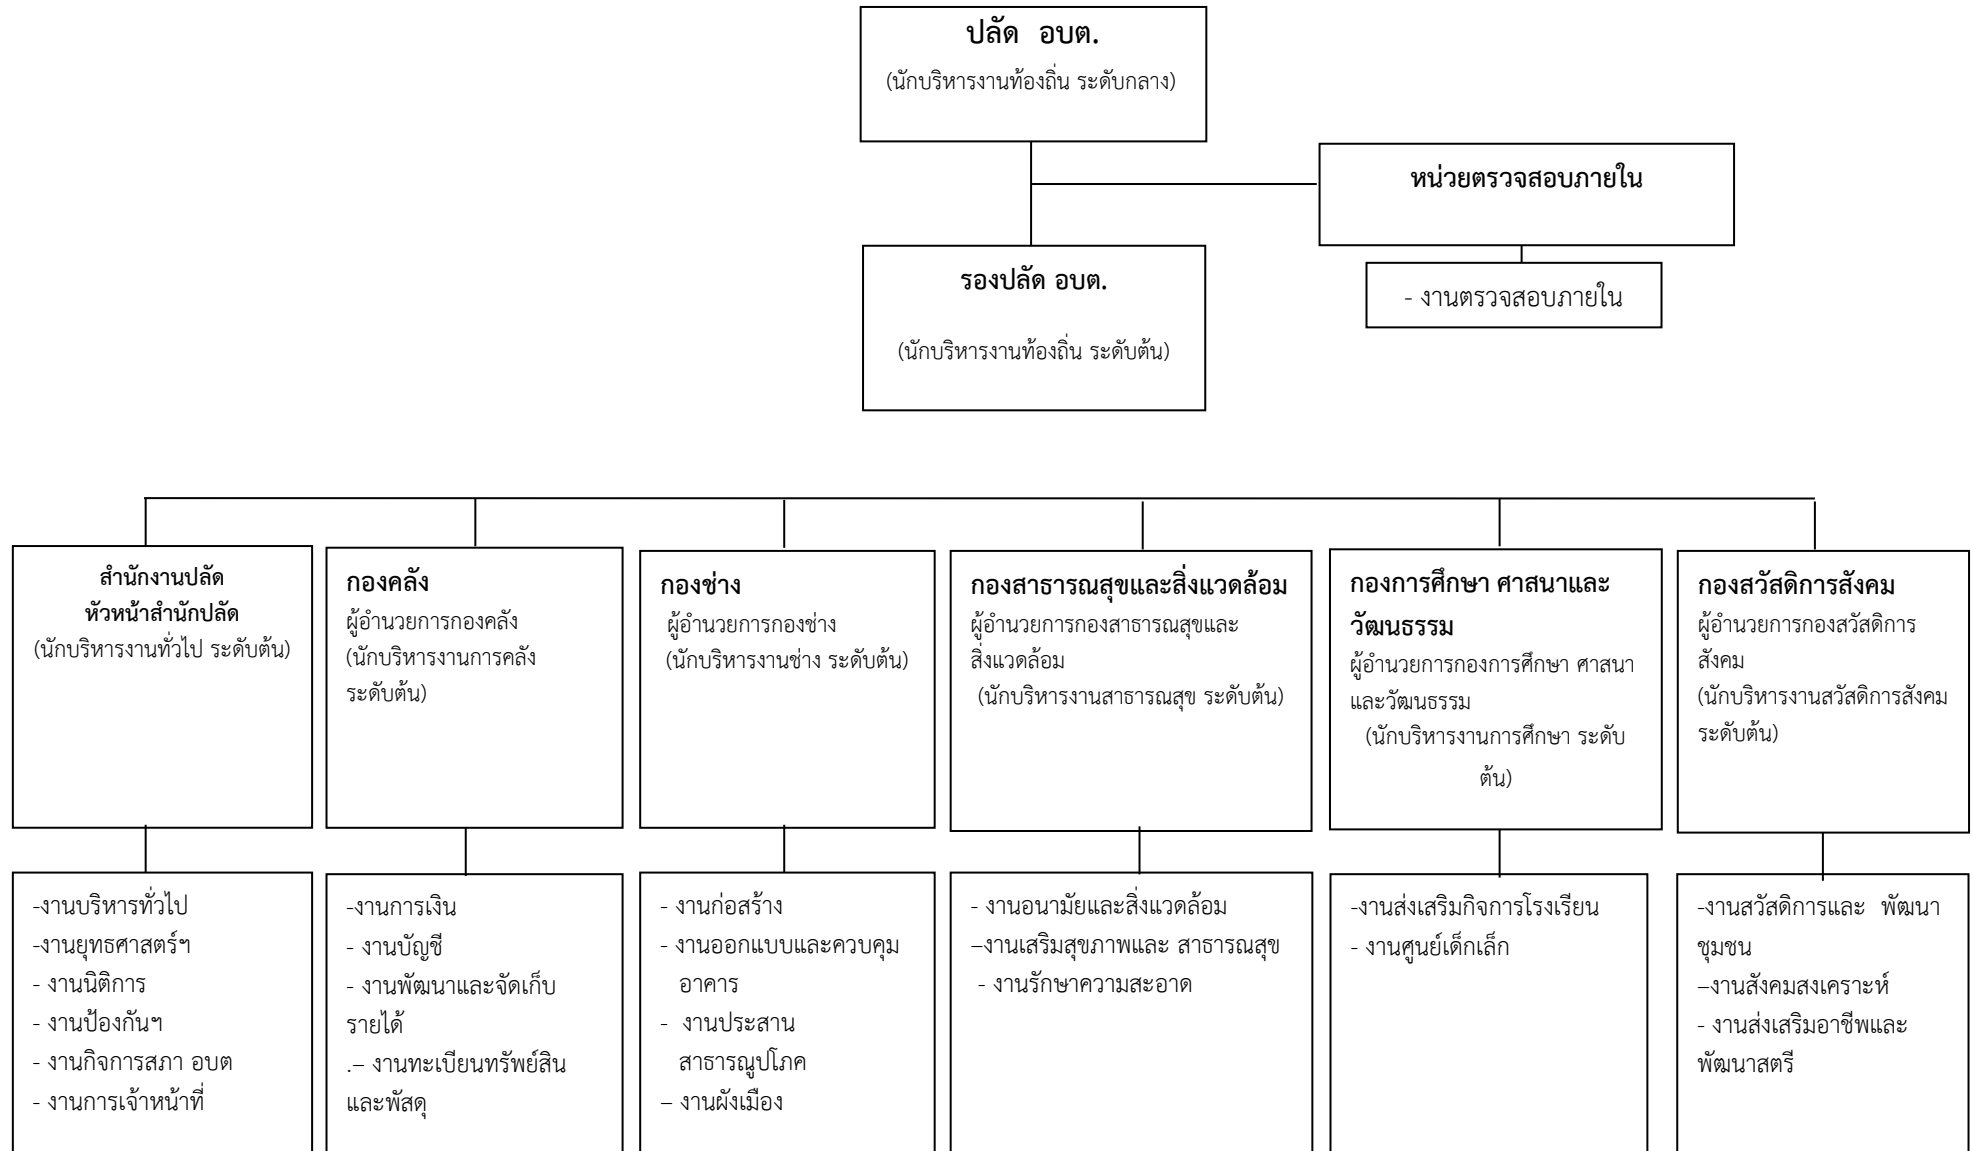 ปลัด อบต.
(นักบริหารงานท้องถิ่น ระดับกลาง)
หน่วยตรวจสอบภายใน
- งานตรวจสอบภายใน
รองปลัด อบต.
(นักบริหารงานท้องถิ่น ระดับต้น)
สำนักงานปลัด
หัวหน้าสำนักปลัด
(นักบริหารงานทั่วไป ระดับต้น)
กองคลัง
ผู้อำนวยการกองคลัง
(นักบริหารงานการคลัง
ระดับต้น)
กองช่าง
ผู้อำนวยการกองช่าง
(นักบริหารงานช่าง ระดับต้น)
กองสาธารณสุขและสิ่งแวดล้อม
ผู้อำนวยการกองสาธารณสุขและ
สิ่งแวดล้อม
(นักบริหารงานสาธารณสุข ระดับต้น)
กองการศึกษา ศาสนาและ
วัฒนธรรม
ผู้อำนวยการกองการศึกษา ศาสนา
และวัฒนธรรม
(นักบริหารงานการศึกษา ระดับ
ต้น)
กองสวัสดิการสังคม
ผู้อำนวยการกองสวัสดิการ
สังคม
(นักบริหารงานสวัสดิการสังคม
ระดับต้น)
-งานบริหารทั่วไป
-งานยุทธศาสตร์ฯ
- งานนิติการ
- งานป้องกันฯ
- งานกิจการสภา อบต
- งานการเจ้าหน้าที่
-งานการเงิน
- งานบัญชี
- งานพัฒนาและจัดเก็บ
รายได้
.– งานทะเบียนทรัพย์สิน
และพัสดุ
- งานก่อสร้าง
- งานออกแบบและควบคุม
อาคาร
- งานประสาน
สาธารณูปโภค
– งานผังเมือง
- งานอนามัยและสิ่งแวดล้อม
–งานเสริมสุขภาพและ สาธารณสุข
- งานรักษาความสะอาด
-งานส่งเสริมกิจการโรงเรียน
- งานศูนย์เด็กเล็ก
-งานสวัสดิการและ พัฒนา
ชุมชน
–งานสังคมสงเคราะห์
- งานส่งเสริมอาชีพและ
พัฒนาสตรี